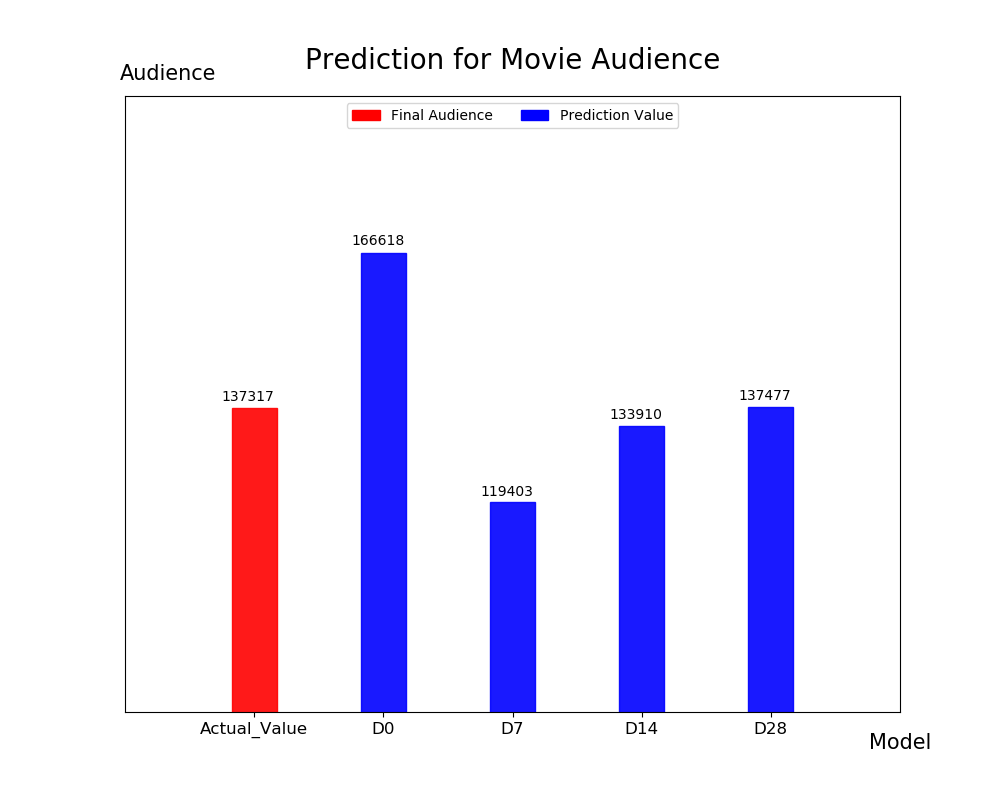 Prediction for Movie Audience
Audience
Final Audience
Prediction Value
166618
137317
137477
133910
119403
Actual_Value
D0
D7
D14
D28
Model